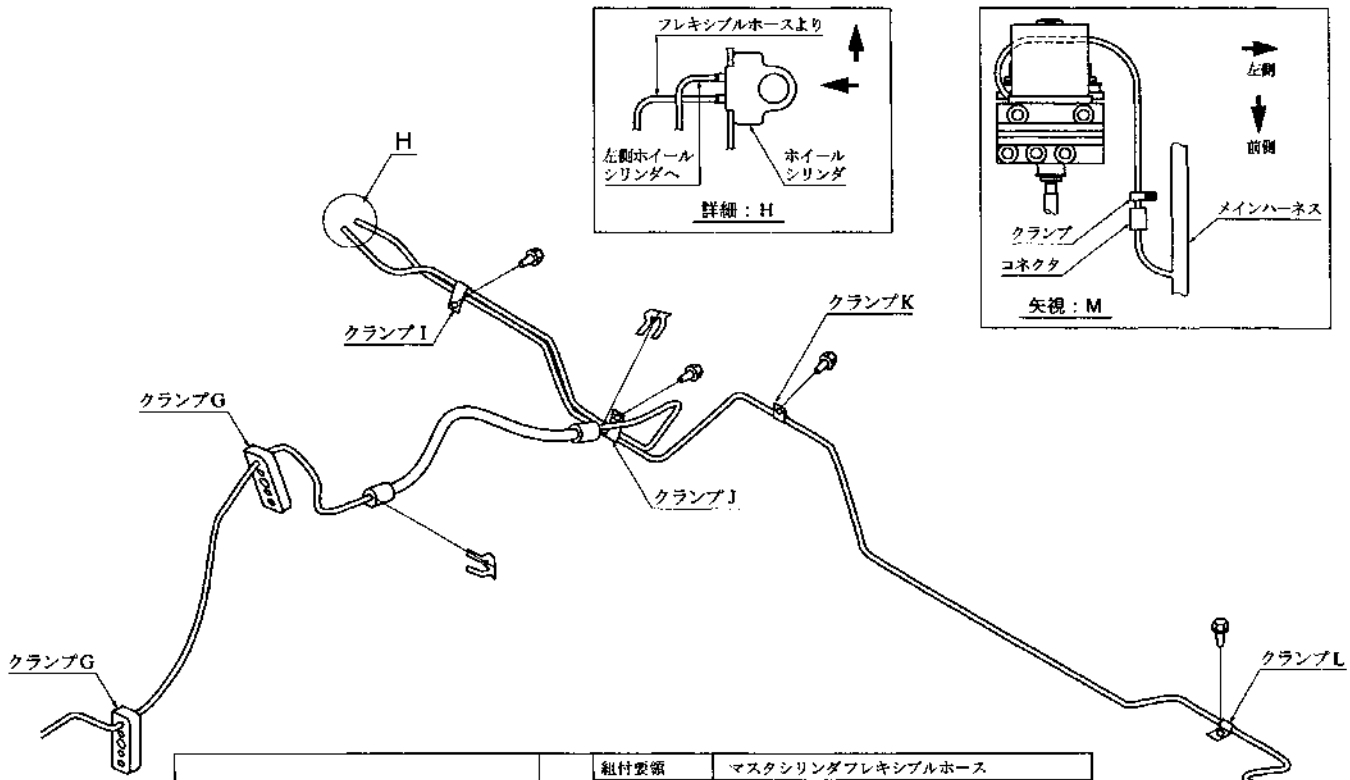 フレキシブルホースより
左側ホイール
シリンダへ
ホイール
シリンダ
詳細：H
左側
前側
クランプ
コネクタ
メインハーネス
矢視：M
H
クランプI
クランプK
クランプG
クランプJ
クランプG
クランプL
組付要領
マスタシリンダフレキシブルホース